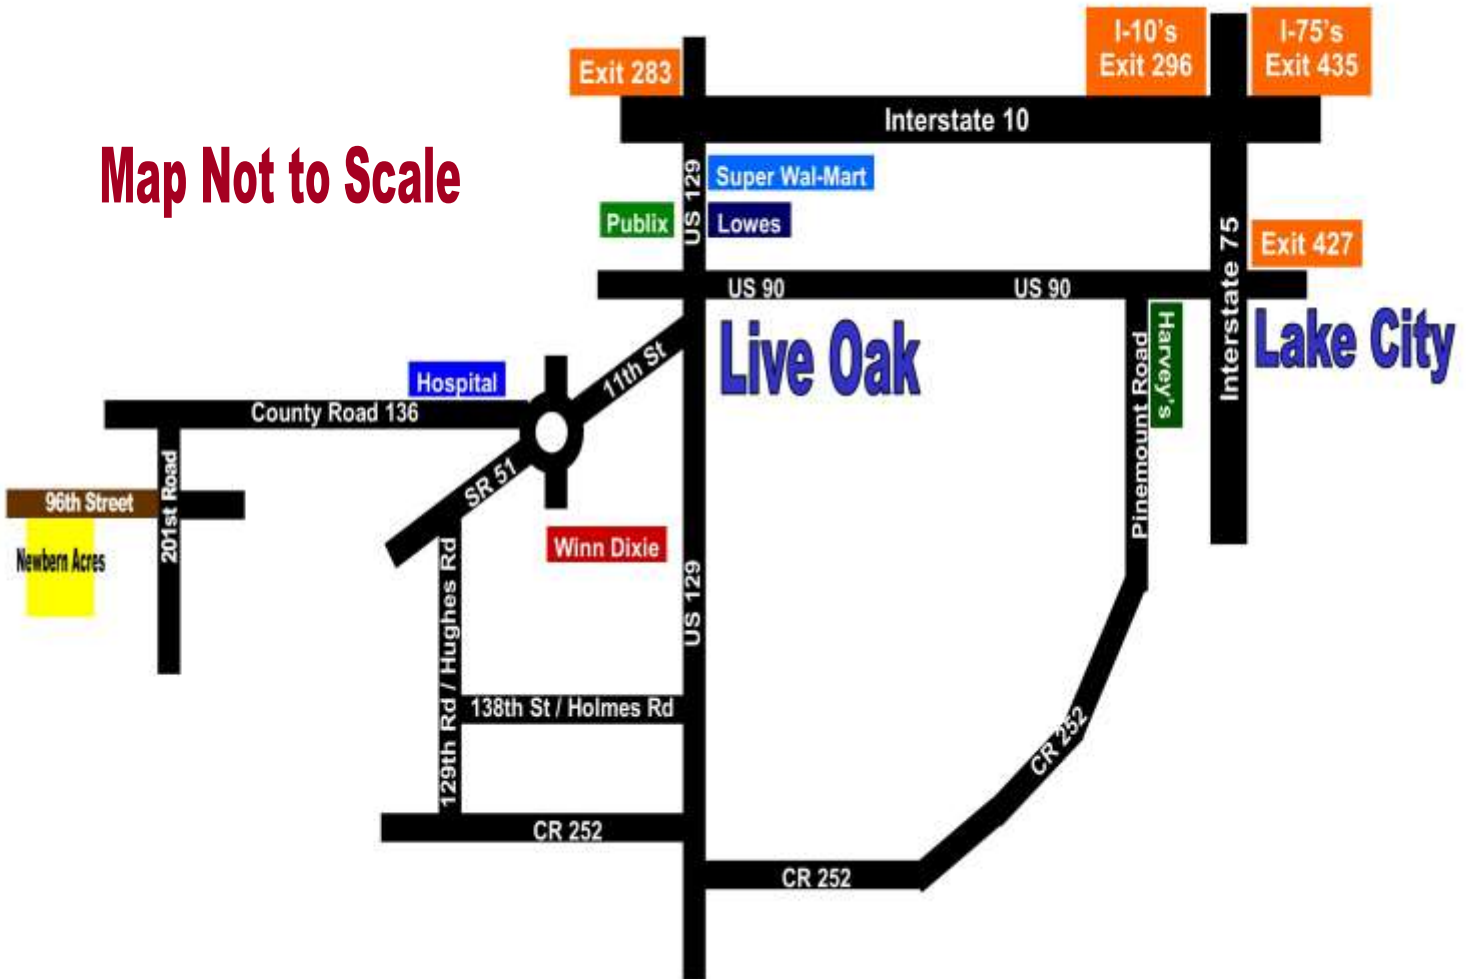 I-10's
Exit 296
I-75's
Exit 435
Exit 283
Interstate 10
Map Not to Scale
US 129
Super Wal-Mart
Publix
Lowes
Interstate 75
Exit 427
US 90
US 90
Live Oak
Lake City
Harvey's
Pinemount Road
11th St
Hospital
County Road 136
SR 51
201st Road
96th Street
Newbern Acres
Winn Dixie
US 129
129th Rd / Hughes Rd
138th St / Holmes Rd
CR 252
CR 252
CR 252